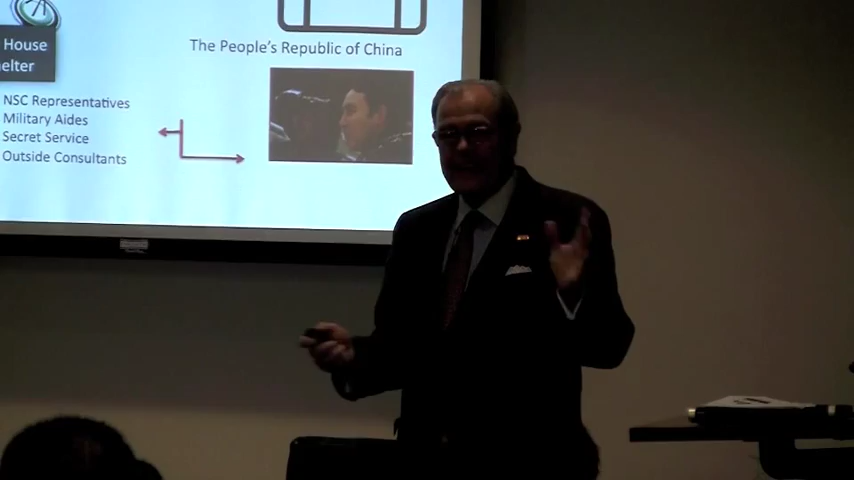 House
elter
The People's Republic of China
NSC Representatives
Military Aides
Secret Service
Outside Consultants